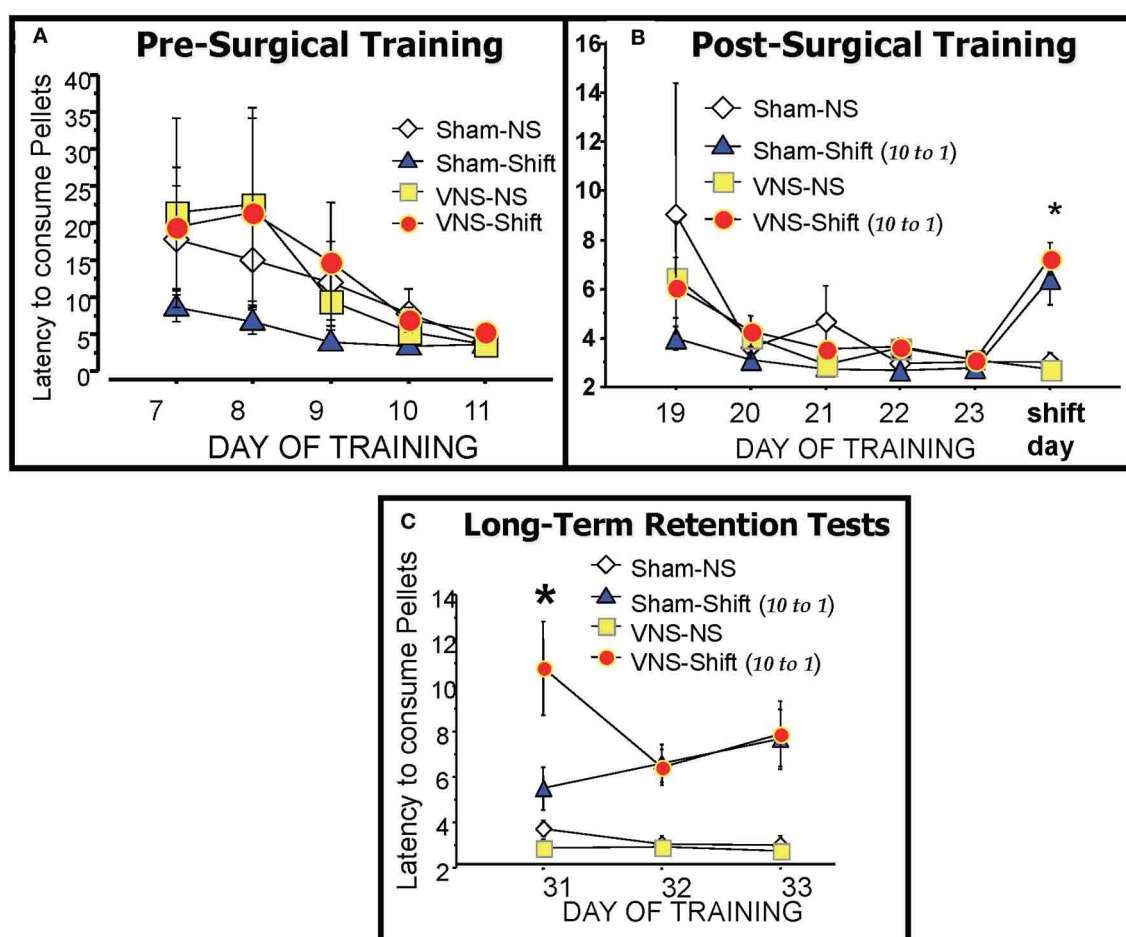 A
Pre-Surgical Training
Latency to consume Pellets
40
35
30
25
20
15
10
5
0
Sham-NS
Sham-Shift
VNS-NS
VNS-Shift
7 8 9 10 11
DAY OF TRAINING
B
Post-Surgical Training
16
14
12
10
8
6
4
2
Sham-NS
Sham-Shift (10 to 1)
VNS-NS
VNS-Shift (10 to 1)
*
19 20 21 22 23 shift
day
DAY OF TRAINING
C
Long-Term Retention Tests
Latency to consume Pellets
14
12
10
8
6
4
2
Sham-NS
Sham-Shift (10 to 1)
VNS-NS
VNS-Shift (10 to 1)
*
31 32 33
DAY OF TRAINING